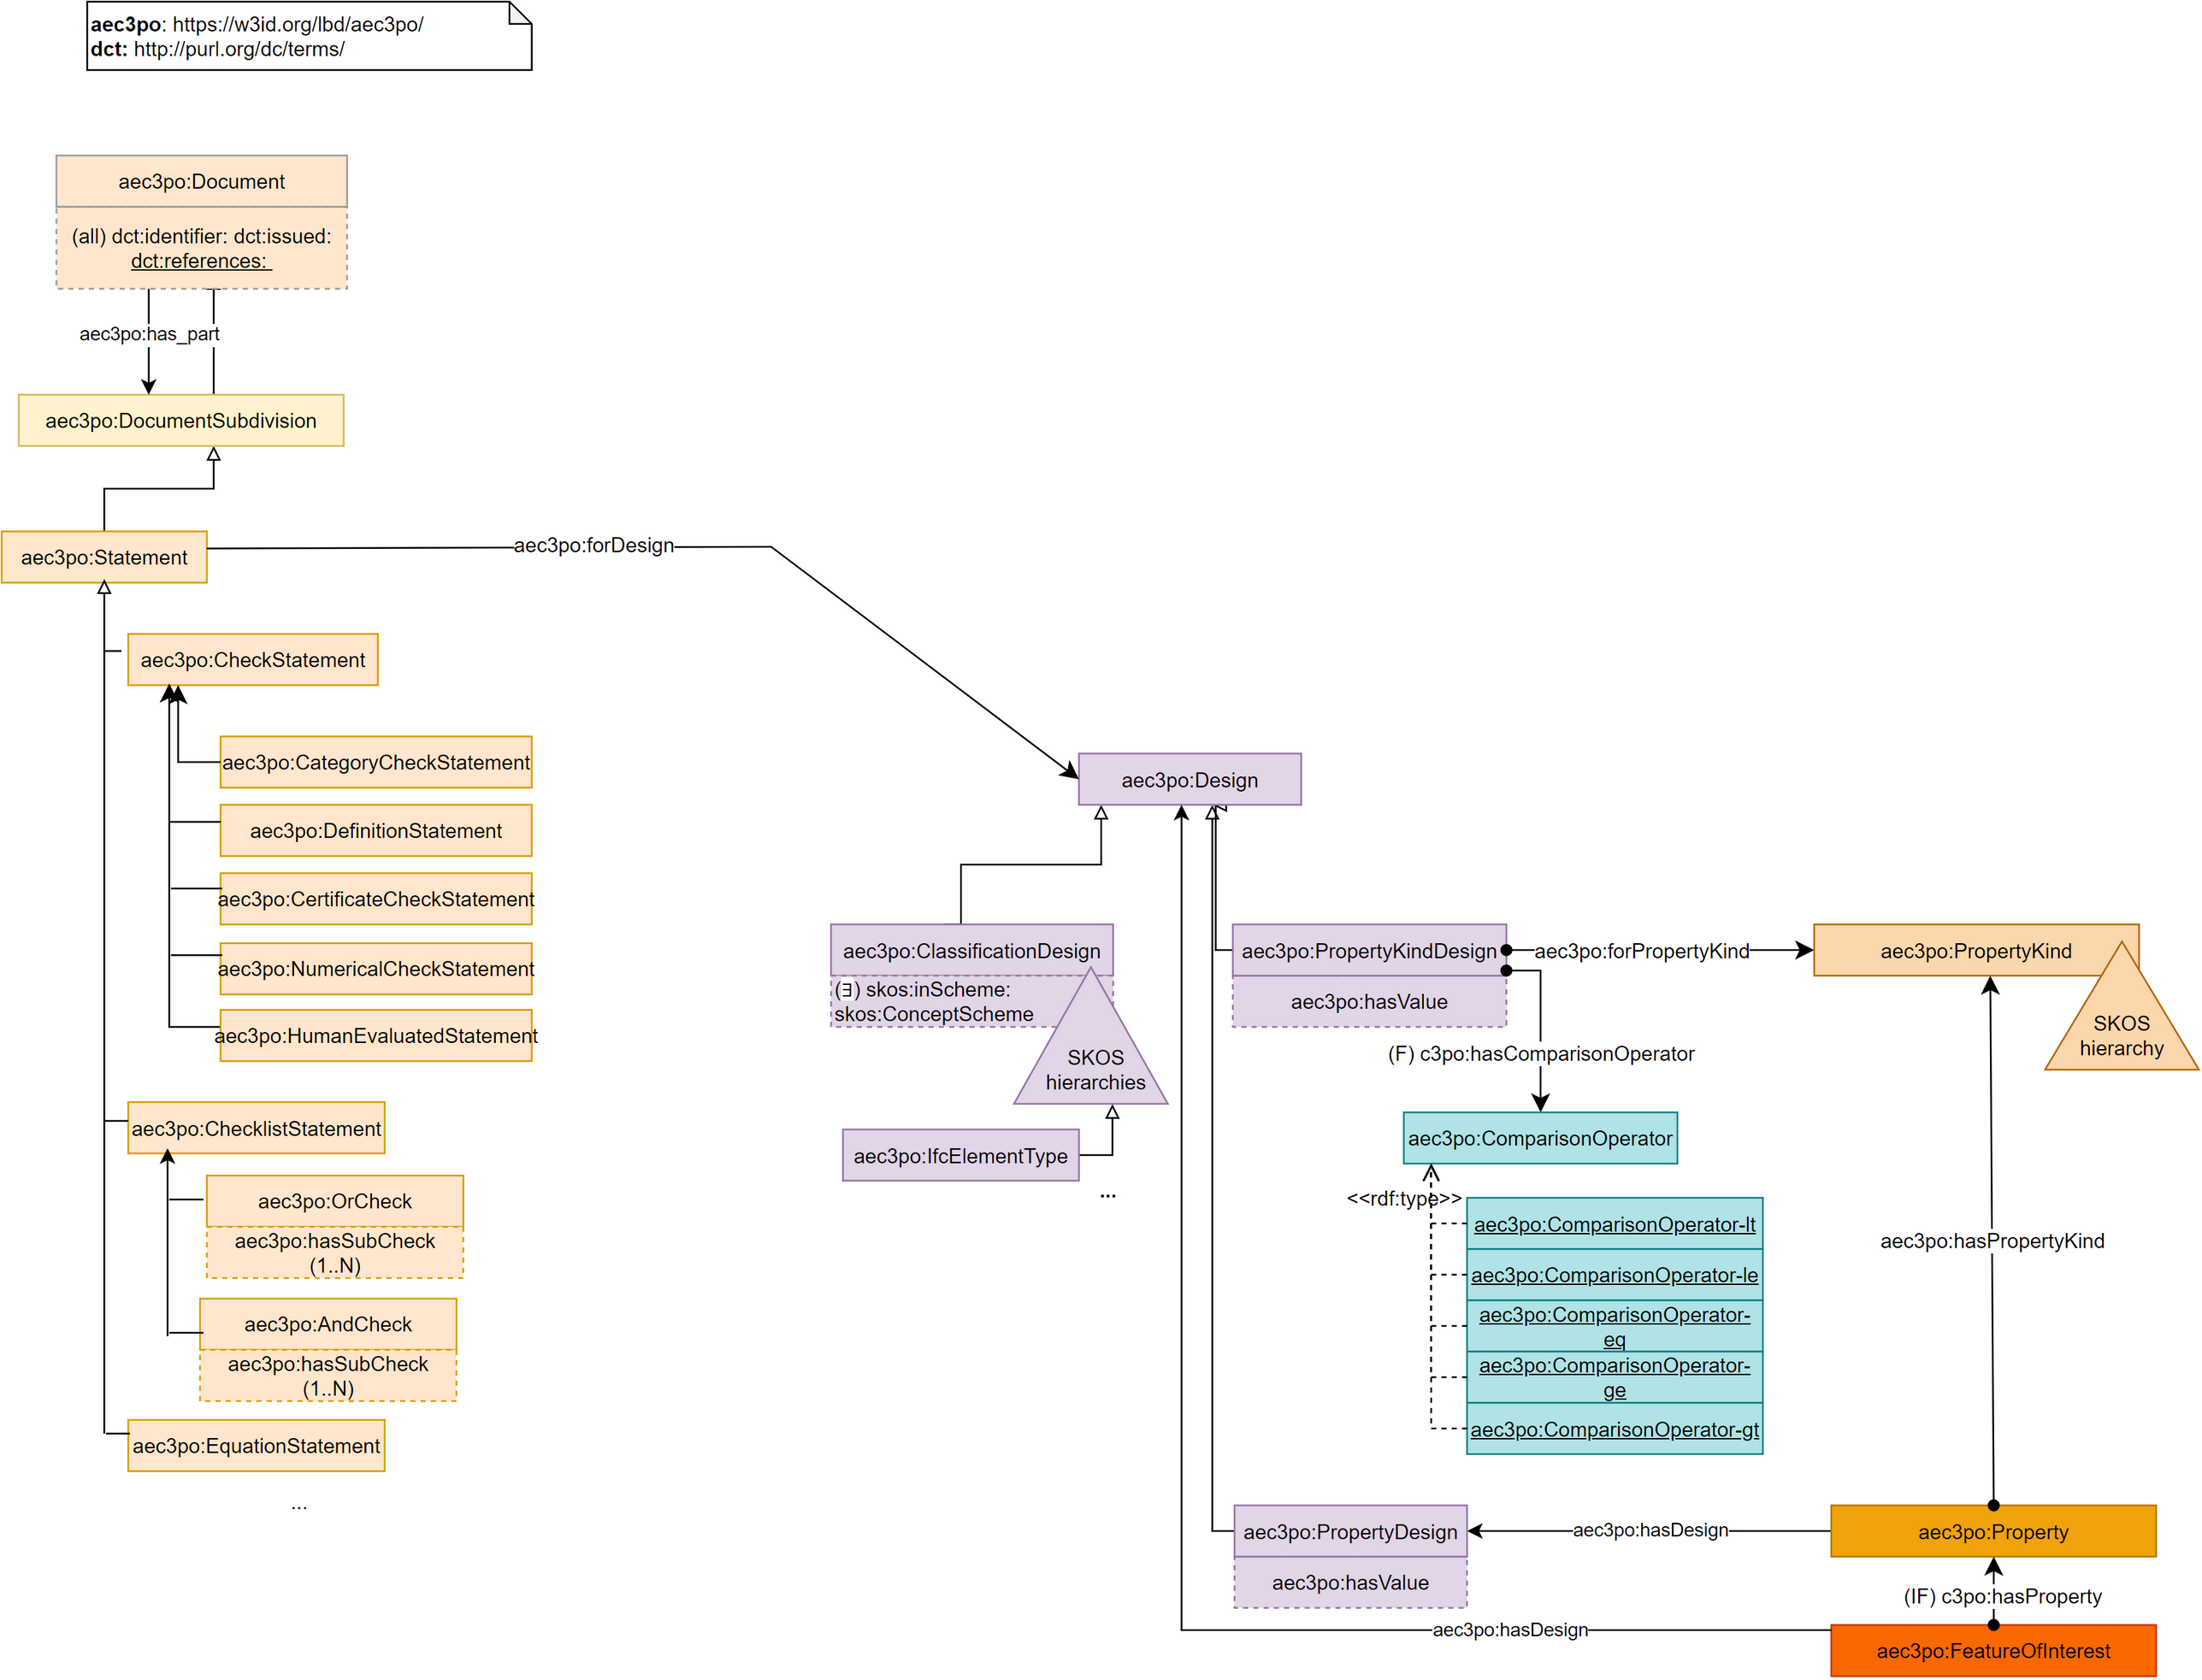 aec3po: https://w3id.org/lbd/aec3po/
dct: http://purl.org/dc/terms/
aec3po:Document
(all) dct:identifier: dct:issued:
dct:references:
aec3po:has_part
aec3po:DocumentSubdivision
aec3po:Statement
aec3po:forDesign
aec3po:CheckStatement
aec3po:CategoryCheckStatement
aec3po:DefinitionStatement
aec3po:CertificateCheckStatement
aec3po:NumericalCheckStatement
aec3po:HumanEvaluatedStatement
aec3po:ChecklistStatement
aec3po:OrCheck
aec3po:hasSubCheck
(1..N)
aec3po:AndCheck
aec3po:hasSubCheck
(1..N)
aec3po:EquationStatement
...
aec3po:Design
aec3po:ClassificationDesign
(∃) skos:inScheme:
skos:ConceptScheme
SKOS
hierarchies
aec3po:IfcElementType
...
aec3po:PropertyKindDesign
aec3po:hasValue
aec3po:forPropertyKind
aec3po:PropertyKind
SKOS
hierarchy
(F) c3po:hasComparisonOperator
aec3po:ComparisonOperator
<<rdf:type>>
aec3po:ComparisonOperator-lt
aec3po:ComparisonOperator-le
aec3po:ComparisonOperator-
eq
aec3po:ComparisonOperator-
ge
aec3po:ComparisonOperator-gt
aec3po:hasPropertyKind
aec3po:PropertyDesign
aec3po:hasValue
aec3po:hasDesign
aec3po:Property
(IF) c3po:hasProperty
aec3po:hasDesign
aec3po:FeatureOfInterest